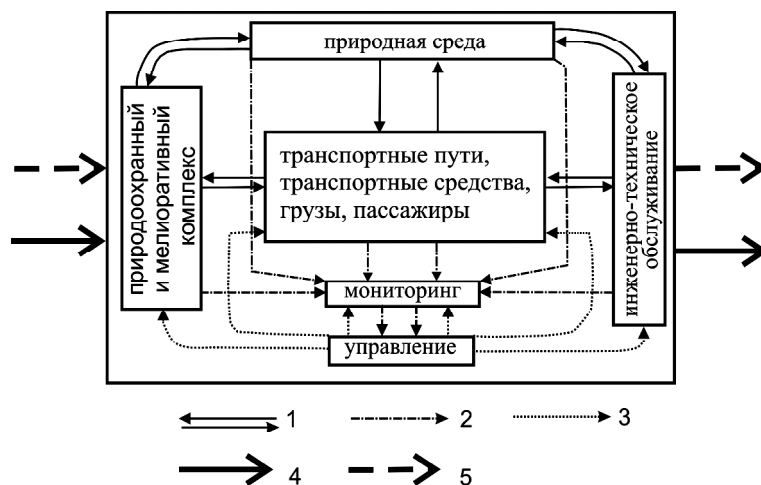 природная среда
природоохранный
и мелиоративный
комплекс
транспортные пути,
транспортные средства,
грузы, пассажиры
инженерно-техническое
обслуживание
мониторинг
управление
1
2
3
4
5